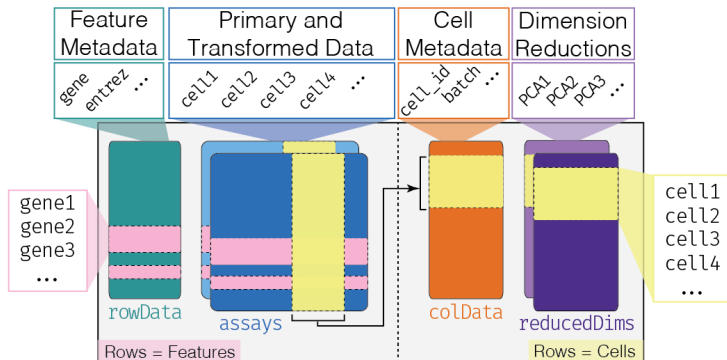 Feature
Metadata
Primary and
Transformed Data
Cell
Metadata
Dimension
Reductions
gene
entrez
...
cell1
cell2
cell3
cell4
...
cell_id
batch
...
PCA1
PCA2
PCA3
...
gene1
gene2
gene3
...
cell1
cell2
cell3
cell4
...
rowData
assays
colData
reducedDims
Rows = Features
Rows = Cells